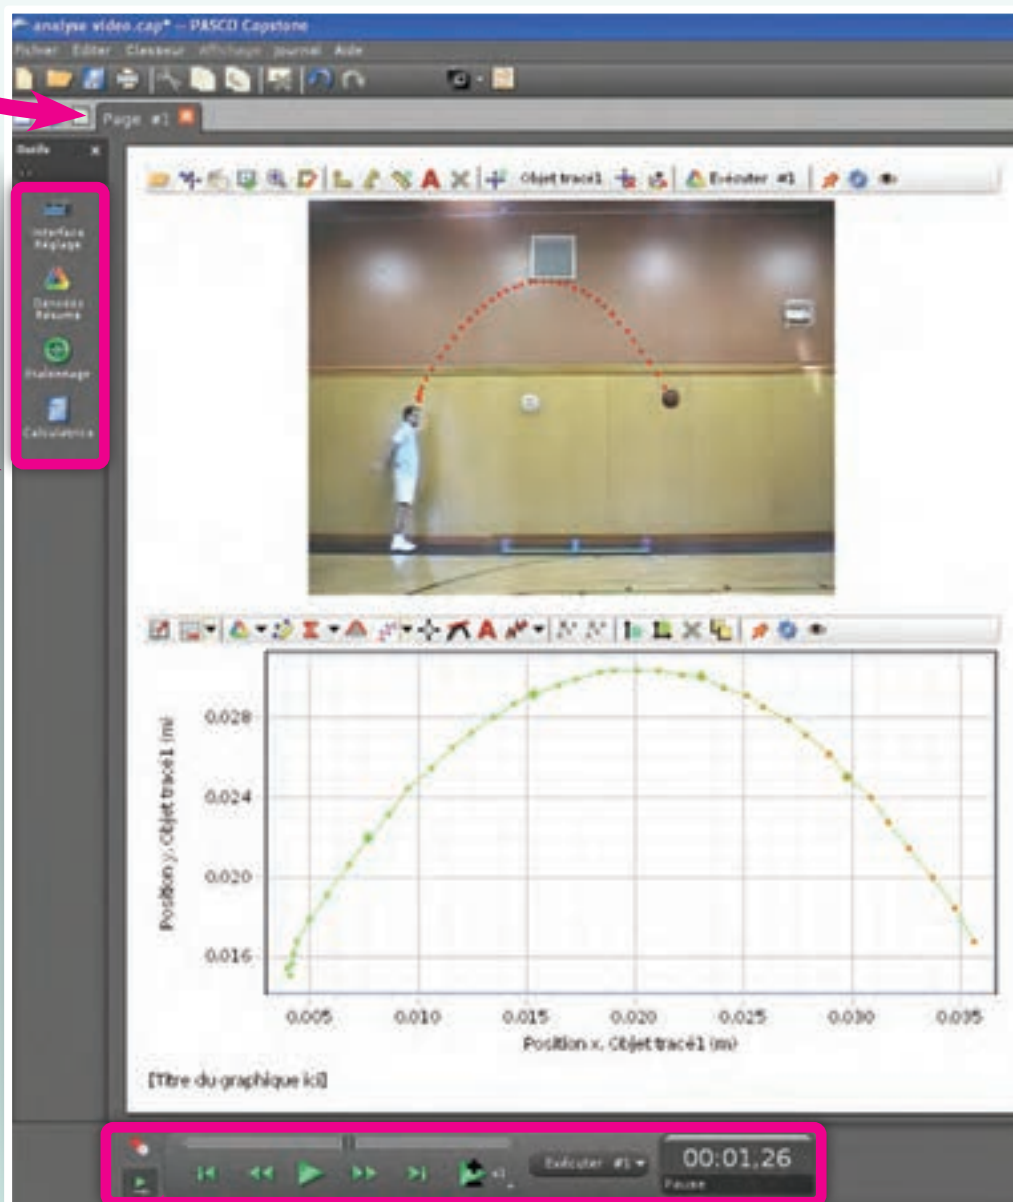 analyse video.cap* — PASCO Capstone
Fichier Editer Classeur Affichage Journal Aide
Page #1
Outils
Objet tracé1
Exécuter #1
Interface
Réglage
Données
Résumé
Etalonnage
Calculatrice
Position y, Objet tracé1 (m)
0.028
0.024
0.020
0.016
0.005 0.010 0.015 0.020 0.025 0.030 0.035
Position x, Objet tracé1 (m)
[Titre du graphique ici]
Exécuter #1
00:01,26
Pause